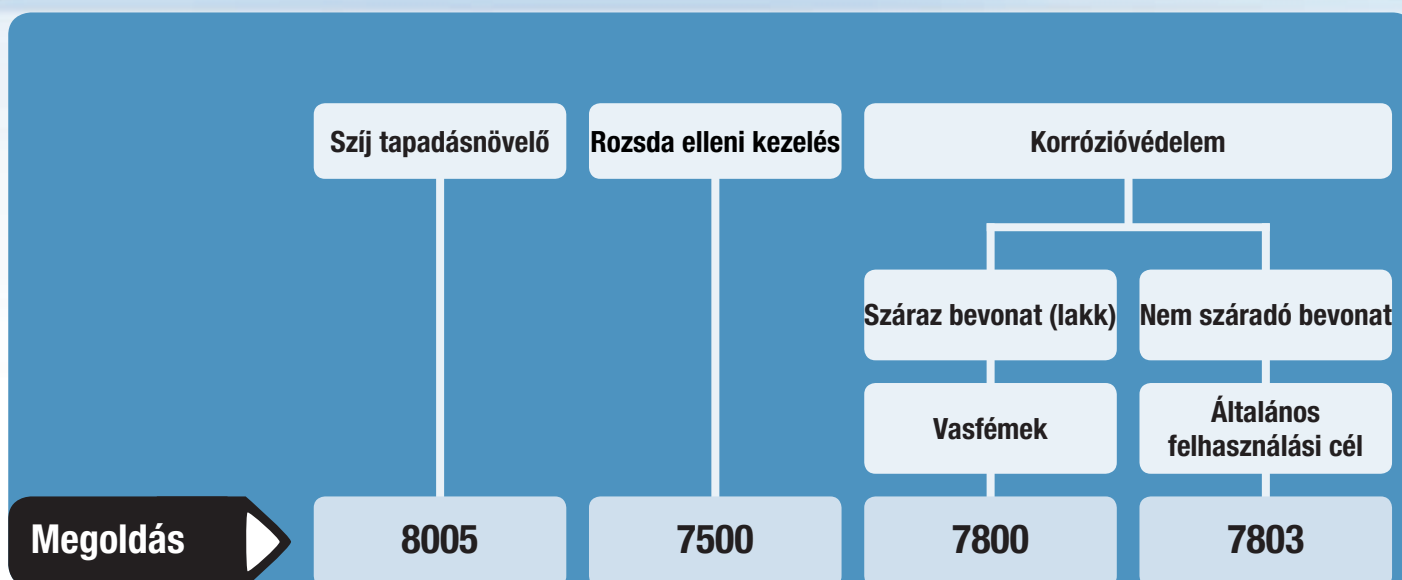 Szíj tapadásnövelő
Rozsda elleni kezelés
Korrózióvédelem
Száraz bevonat (lakk)
Nem száradó bevonat
Vasfémek
Általános
felhasználási cél
Megoldás
8005
7500
7800
7803